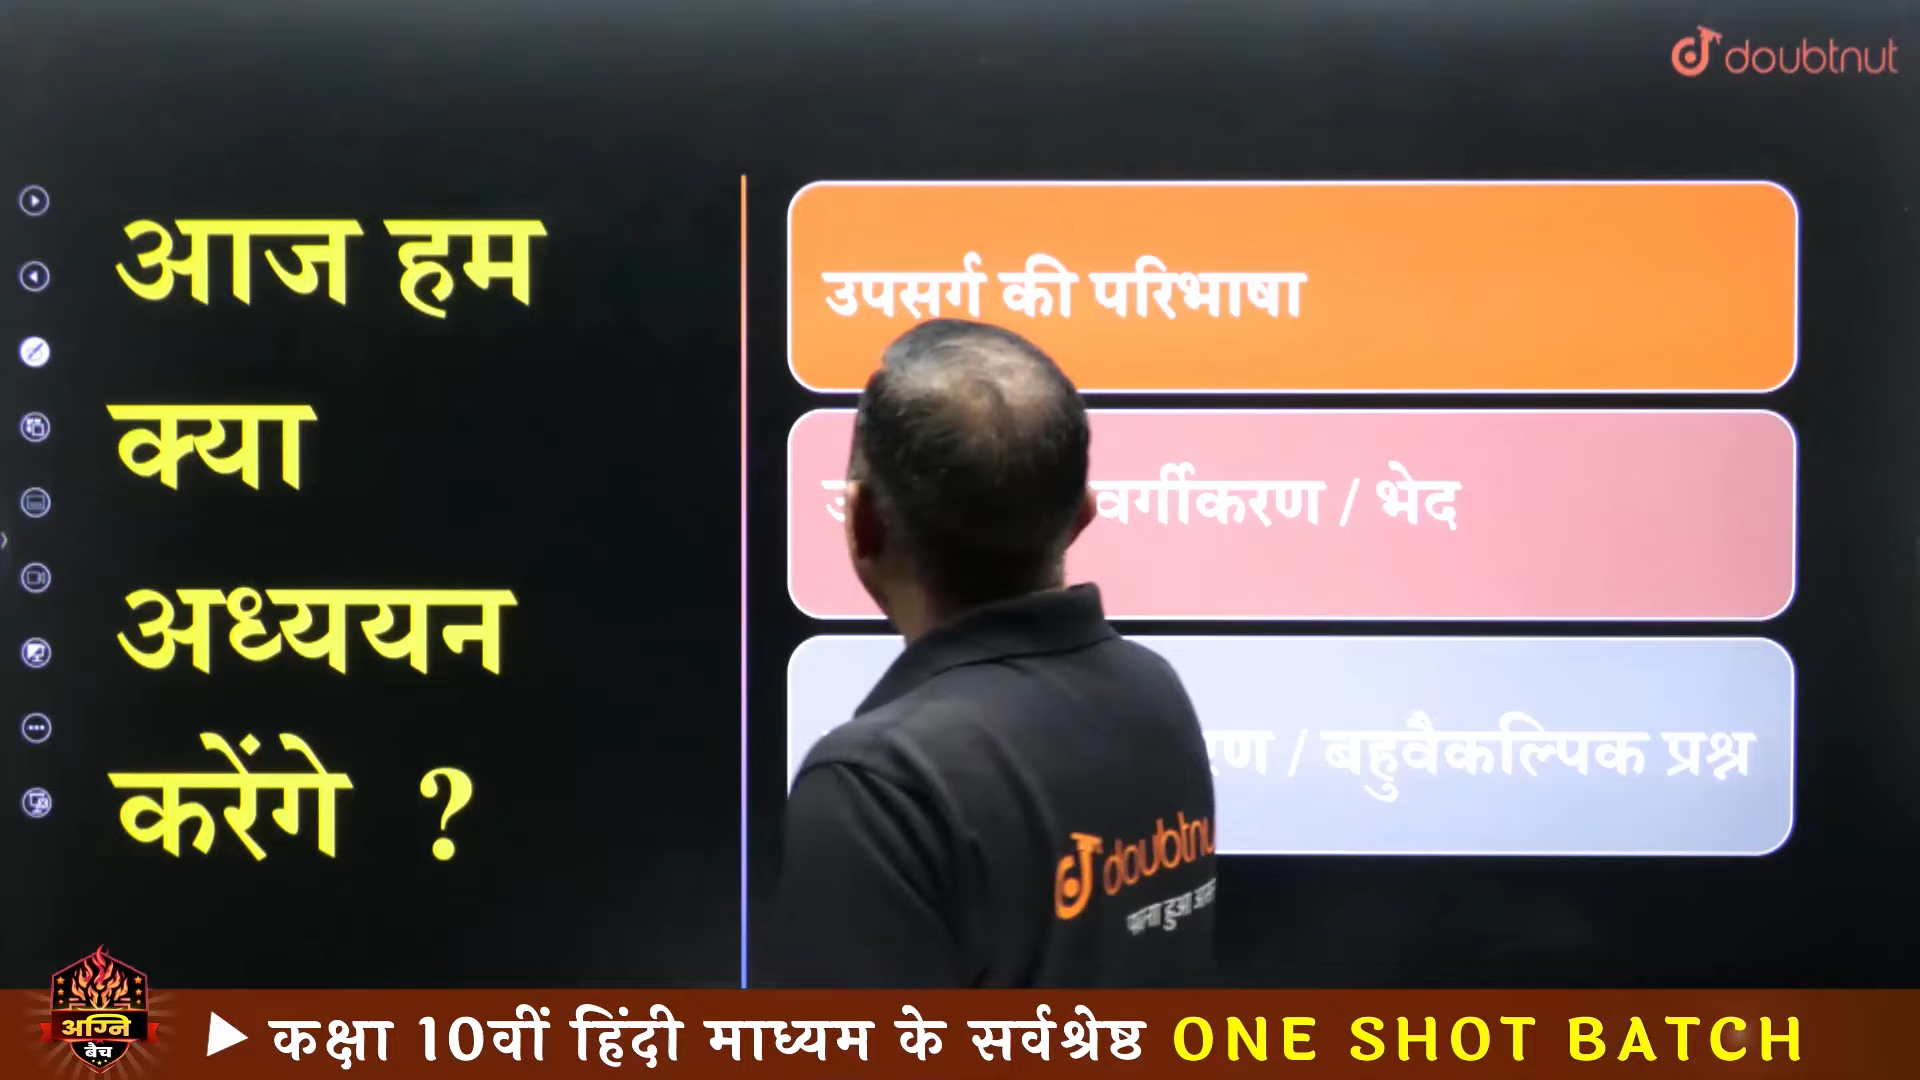 doubtnut
आज हम
क्या
अध्ययन
करेंगे ?
उपसर्ग की परिभाषा
वर्गीकरण / भेद
/ बहुवैकल्पिक प्रश्न
हुआ
अग्नि
बैच
कक्षा 10वीं हिंदी माध्यम के सर्वश्रेष्ठ ONE SHOT BATCH